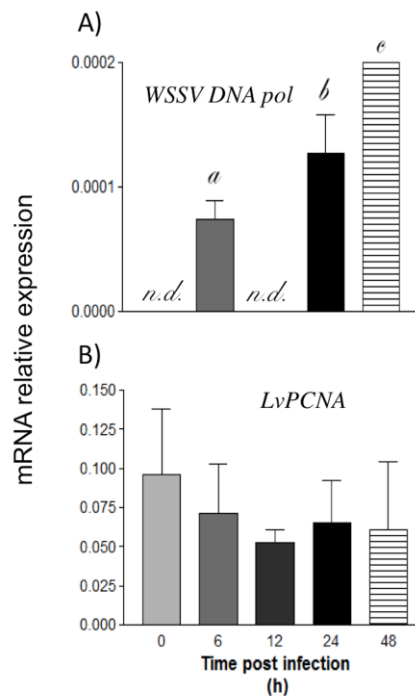 A)
0.0002
WSSV DNA pol
c
b
0.0001
a
n.d.
n.d.
0.0000
mRNA relative expression
B)
0.150
LvPCNA
0.125
0.100
0.075
0.050
0.025
0.000
0 6 12 24 48
Time post infection
(h)